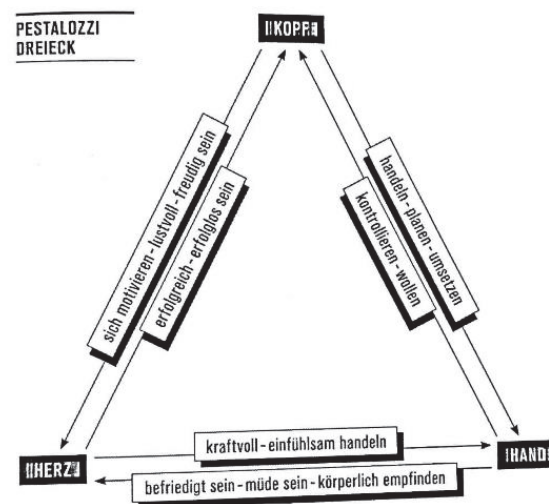 PESTALOZZI
DREIECK
KOPF
sich motivieren - lustvoll - freudig sein
erfolgreich - erfolglos sein
kontrollieren - wollen
handeln - planen - umsetzen
kraftvoll - einfühlsam handeln
HERZ
HAND
befriedigt sein - müde sein - körperlich empfinden